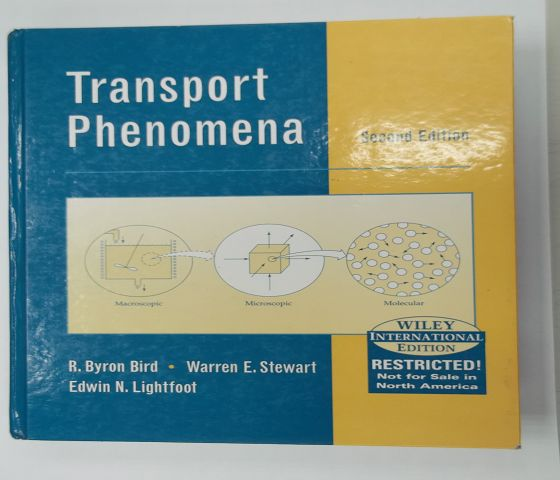 Transport
Phenomena
Second Edition
Macroscopic
Microscopic
Molecular
WILEY
INTERNATIONAL
EDITION
RESTRICTED!
Not for Sale in
North America
R. Byron Bird • Warren E. Stewart
Edwin N. Lightfoot